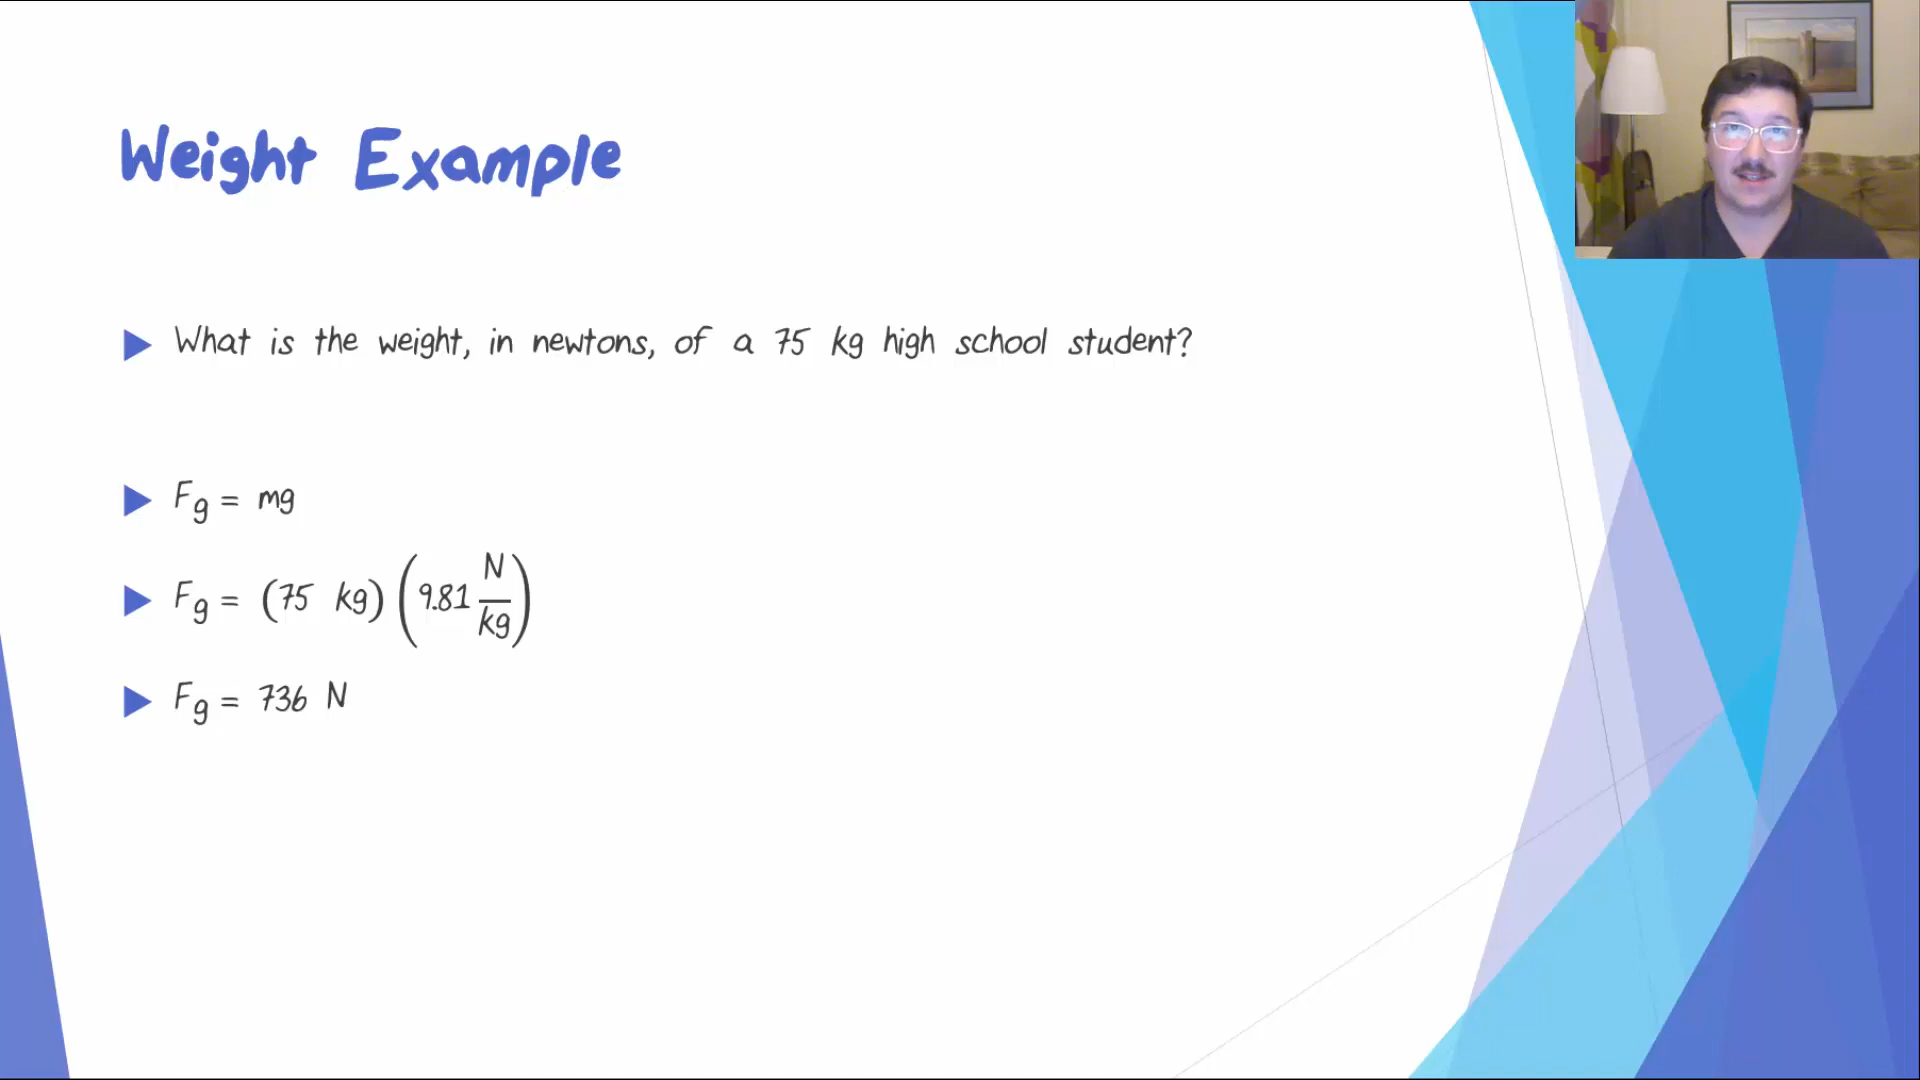 Weight Example
What is the weight, in newtons, of a 75 kg high school student?
Fg = mg
Fg = (75 kg) (9.81 N/kg)
Fg = 736 N